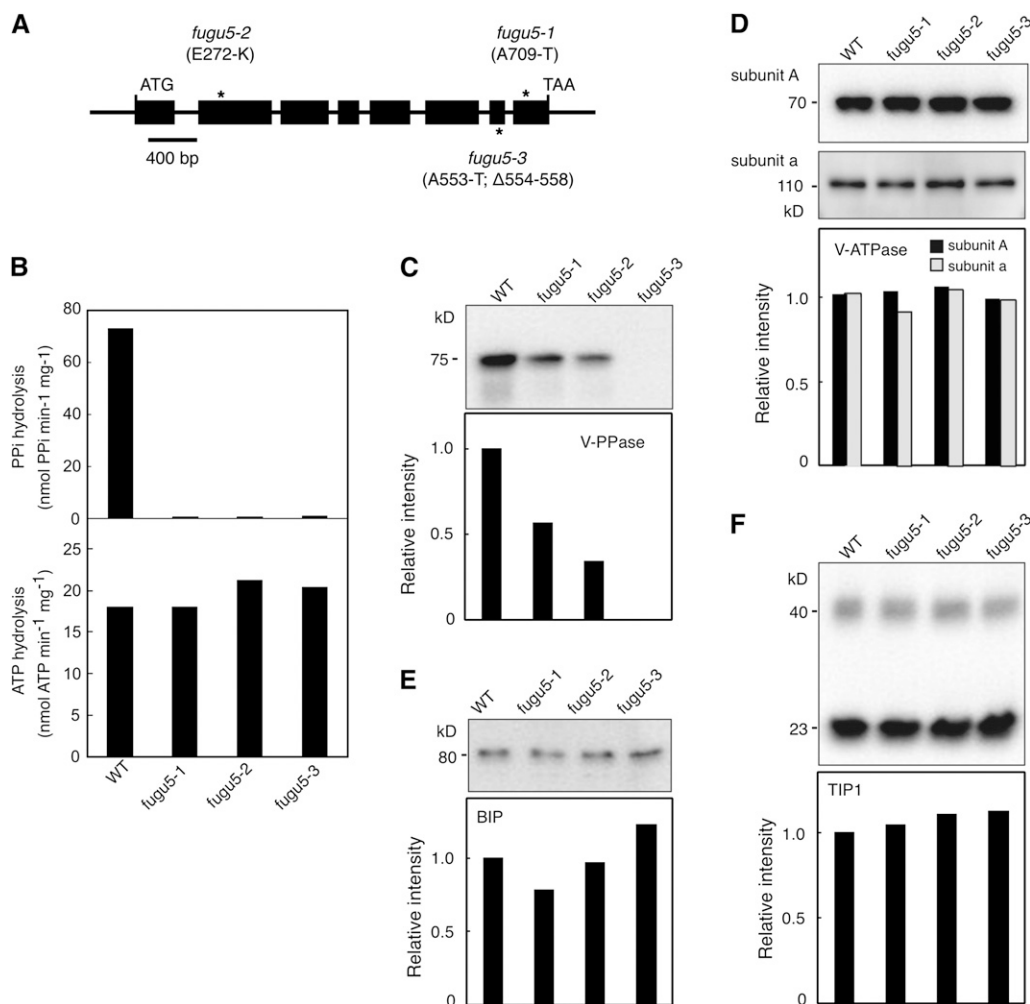 A
fugu5-2
(E272-K)
fugu5-1
(A709-T)
ATG
TAA
*
*
*
400 bp
fugu5-3
(A553-T; Δ554-558)
B
PPi hydrolysis
(nmol PPi min-1 mg-1)
80
60
40
20
0
ATP hydrolysis
(nmol ATP min-1 mg-1)
25
20
15
10
5
0
WT
fugu5-1
fugu5-2
fugu5-3
C
WT
fugu5-1
fugu5-2
fugu5-3
kD
75
V-PPase
Relative intensity
1.0
0.5
0
D
WT
fugu5-1
fugu5-2
fugu5-3
subunit A
70
subunit a
110
kD
V-ATPase
subunit A
subunit a
Relative intensity
1.0
0.5
0
E
WT
fugu5-1
fugu5-2
fugu5-3
kD
80
BIP
Relative intensity
1.0
0.5
0
F
WT
fugu5-1
fugu5-2
fugu5-3
kD
40
23
TIP1
Relative intensity
1.0
0.5
0